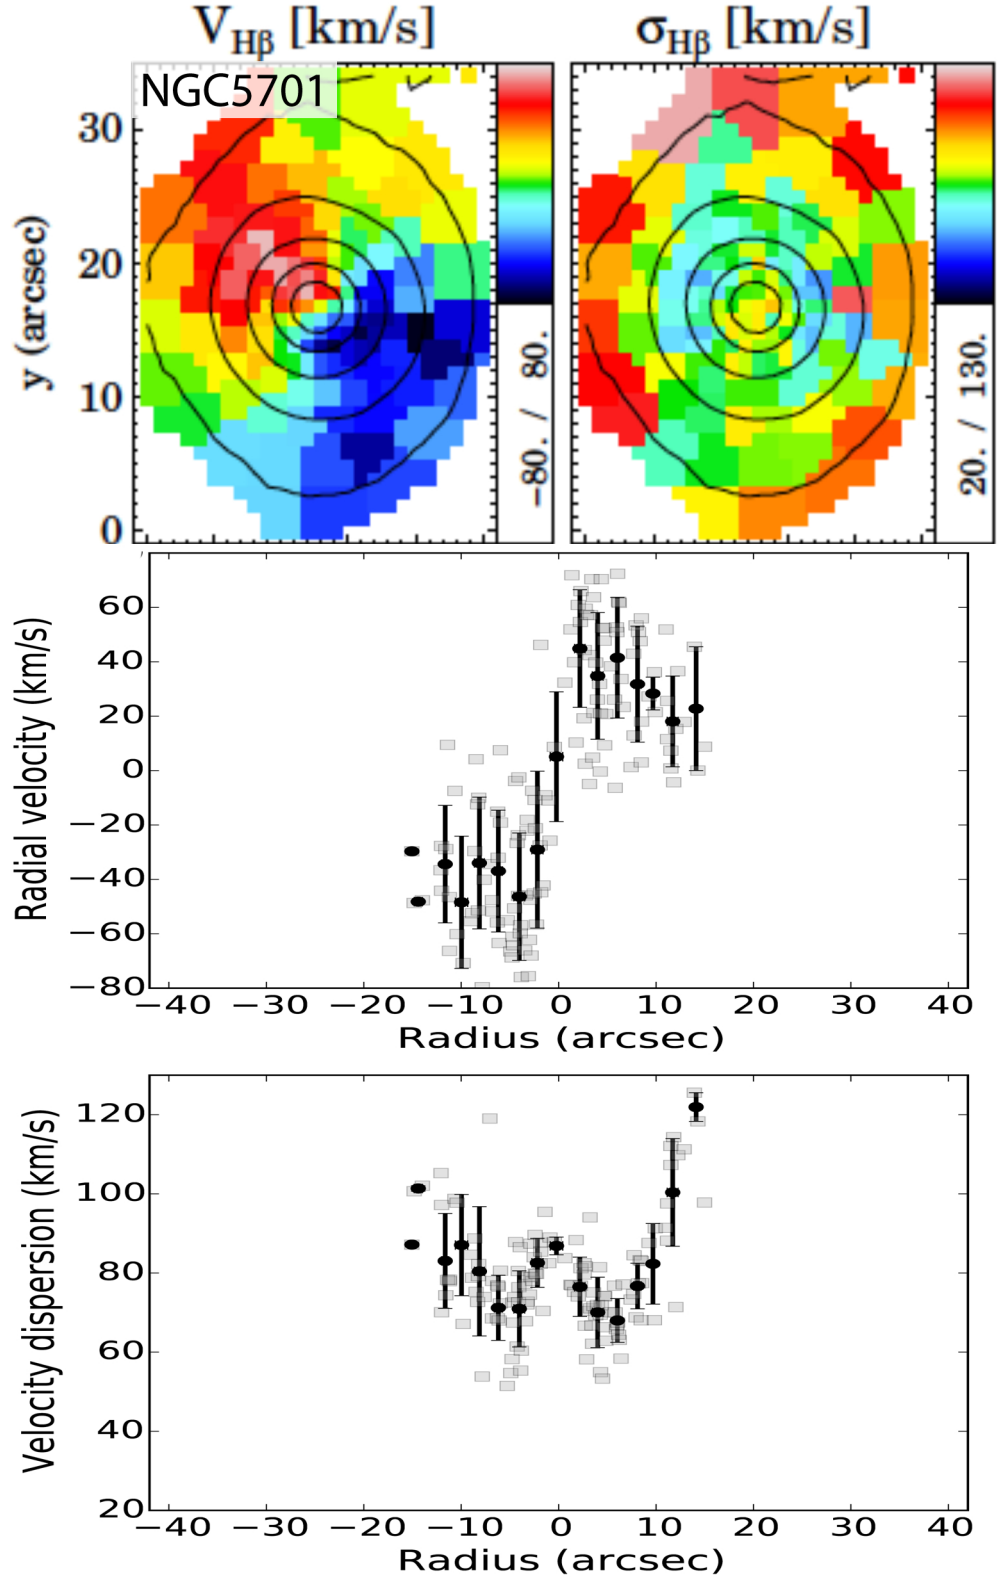 V_Hβ [km/s]
σ_Hβ [km/s]
NGC5701
y (arcsec)
30
20
10
0
−80. / 80.
20. / 130.
Radial velocity (km/s)
60
40
20
0
−20
−40
−60
−80
−40 −30 −20 −10 0 10 20 30 40
Radius (arcsec)
Velocity dispersion (km/s)
120
100
80
60
40
20
−40 −30 −20 −10 0 10 20 30 40
Radius (arcsec)